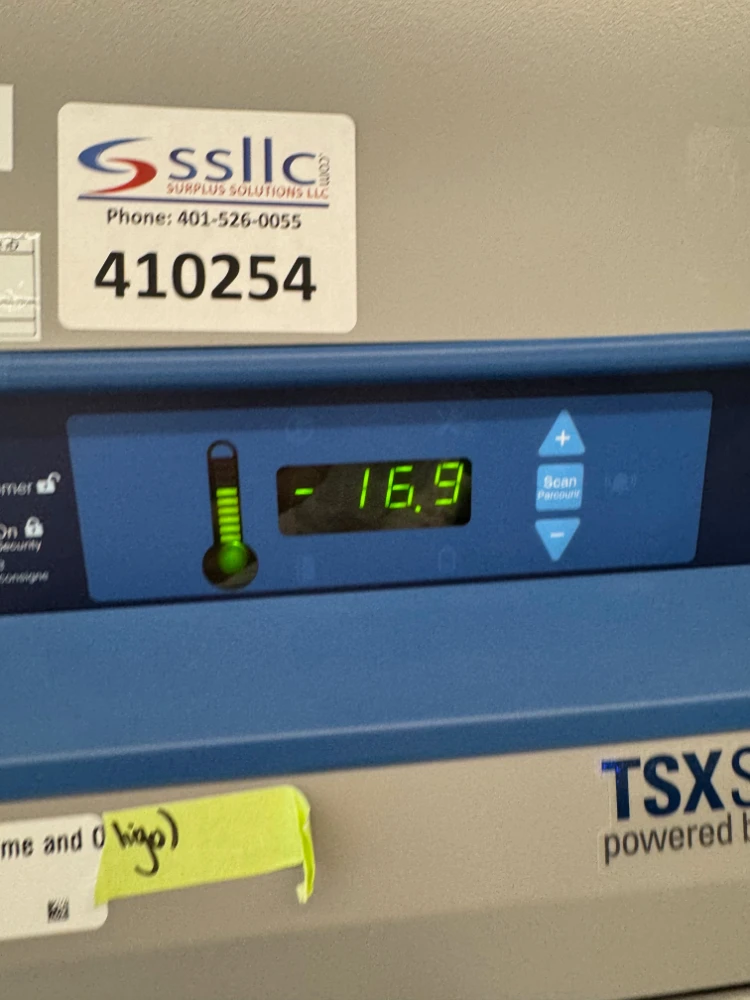 ssllc.com
SURPLUS SOLUTIONS LLC
Phone: 401-526-0055
410254
+
- 16.9
Scan
Parcourir
-
mer
On
security
consigne
TSX
powered
me and O